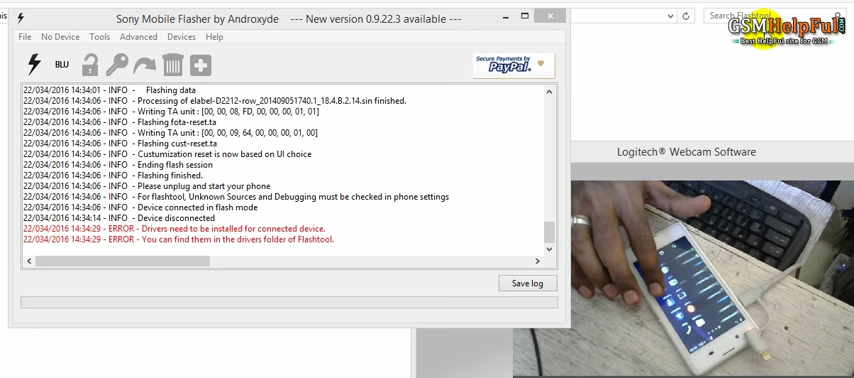 his
Sony Mobile Flasher by Androxyde --- New version 0.9.22.3 available ---
Search Flashtool
GSMHelpFul.com
Best HelpFul site for GSM
File No Device Tools Advanced Devices Help
BLU
Secure Payments by
PayPal
22/034/2016 14:34:01 - INFO - Flashing data
22/034/2016 14:34:06 - INFO - Processing of elabel-D2212-row_201409051740.1_18.4.B.2.14.sin finished.
22/034/2016 14:34:06 - INFO - Writing TA unit : [00, 00, 08, FD, 00, 00, 00, 01, 01]
22/034/2016 14:34:06 - INFO - Flashing fota-reset.ta
22/034/2016 14:34:06 - INFO - Writing TA unit : [00, 00, 09, 64, 00, 00, 00, 01, 00]
22/034/2016 14:34:06 - INFO - Flashing cust-reset.ta
22/034/2016 14:34:06 - INFO - Custumization reset is now based on UI choice
22/034/2016 14:34:06 - INFO - Ending flash session
22/034/2016 14:34:06 - INFO - Flashing finished.
22/034/2016 14:34:06 - INFO - Please unplug and start your phone
22/034/2016 14:34:06 - INFO - For flashtool, Unknown Sources and Debugging must be checked in phone settings
22/034/2016 14:34:06 - INFO - Device connected in flash mode
22/034/2016 14:34:14 - INFO - Device disconnected
22/034/2016 14:34:29 - ERROR - Drivers need to be installed for connected device.
22/034/2016 14:34:29 - ERROR - You can find them in the drivers folder of Flashtool.
Save log
Logitech® Webcam Software